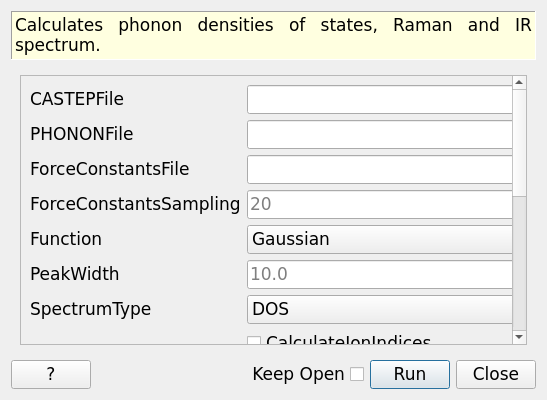 Calculates phonon densities of states, Raman and IR
spectrum.
CASTEPFile
PHONONFile
ForceConstantsFile
ForceConstantsSampling 20
Function Gaussian
PeakWidth 10.0
SpectrumType DOS
CalculateIonIndices
? Keep Open Run Close